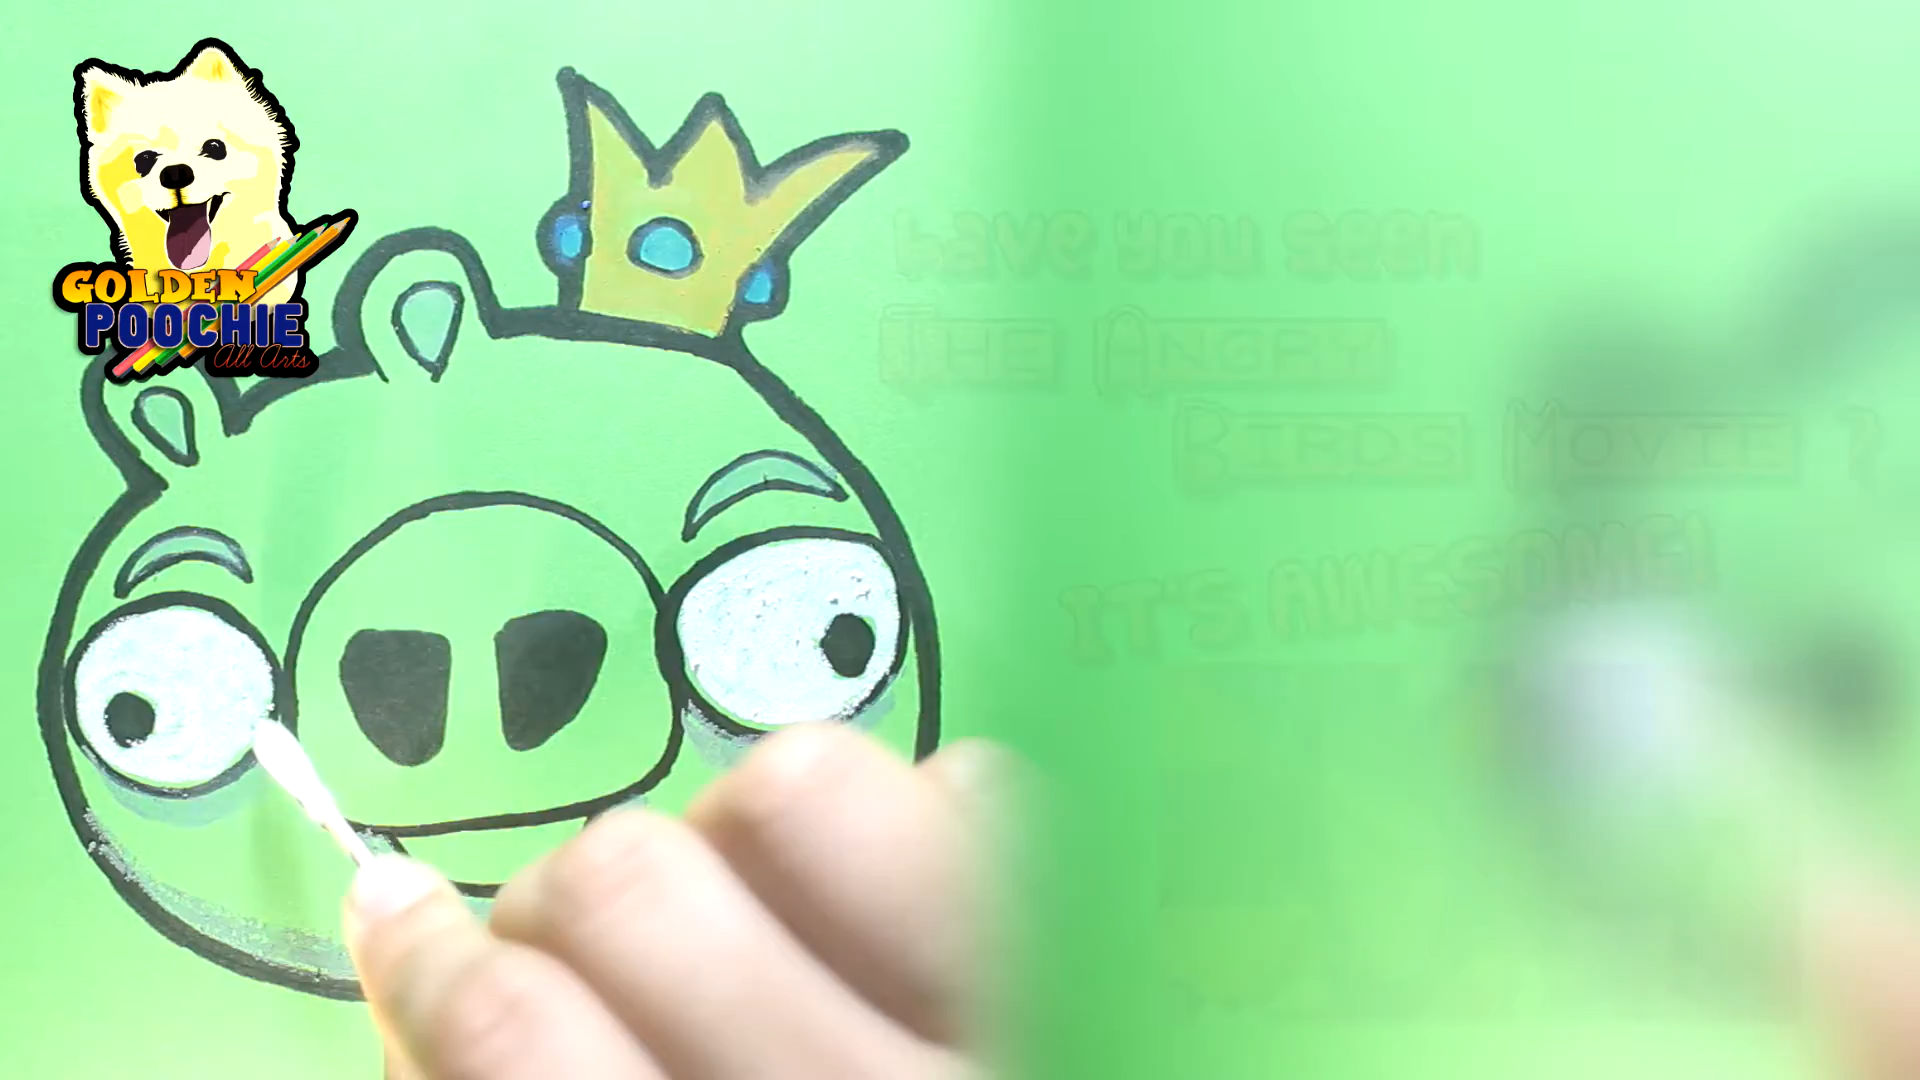 GOLDEN
POOCHIE
All Arts
have you seen
The Angry
Birds Movie ?
IT'S AWESOME!